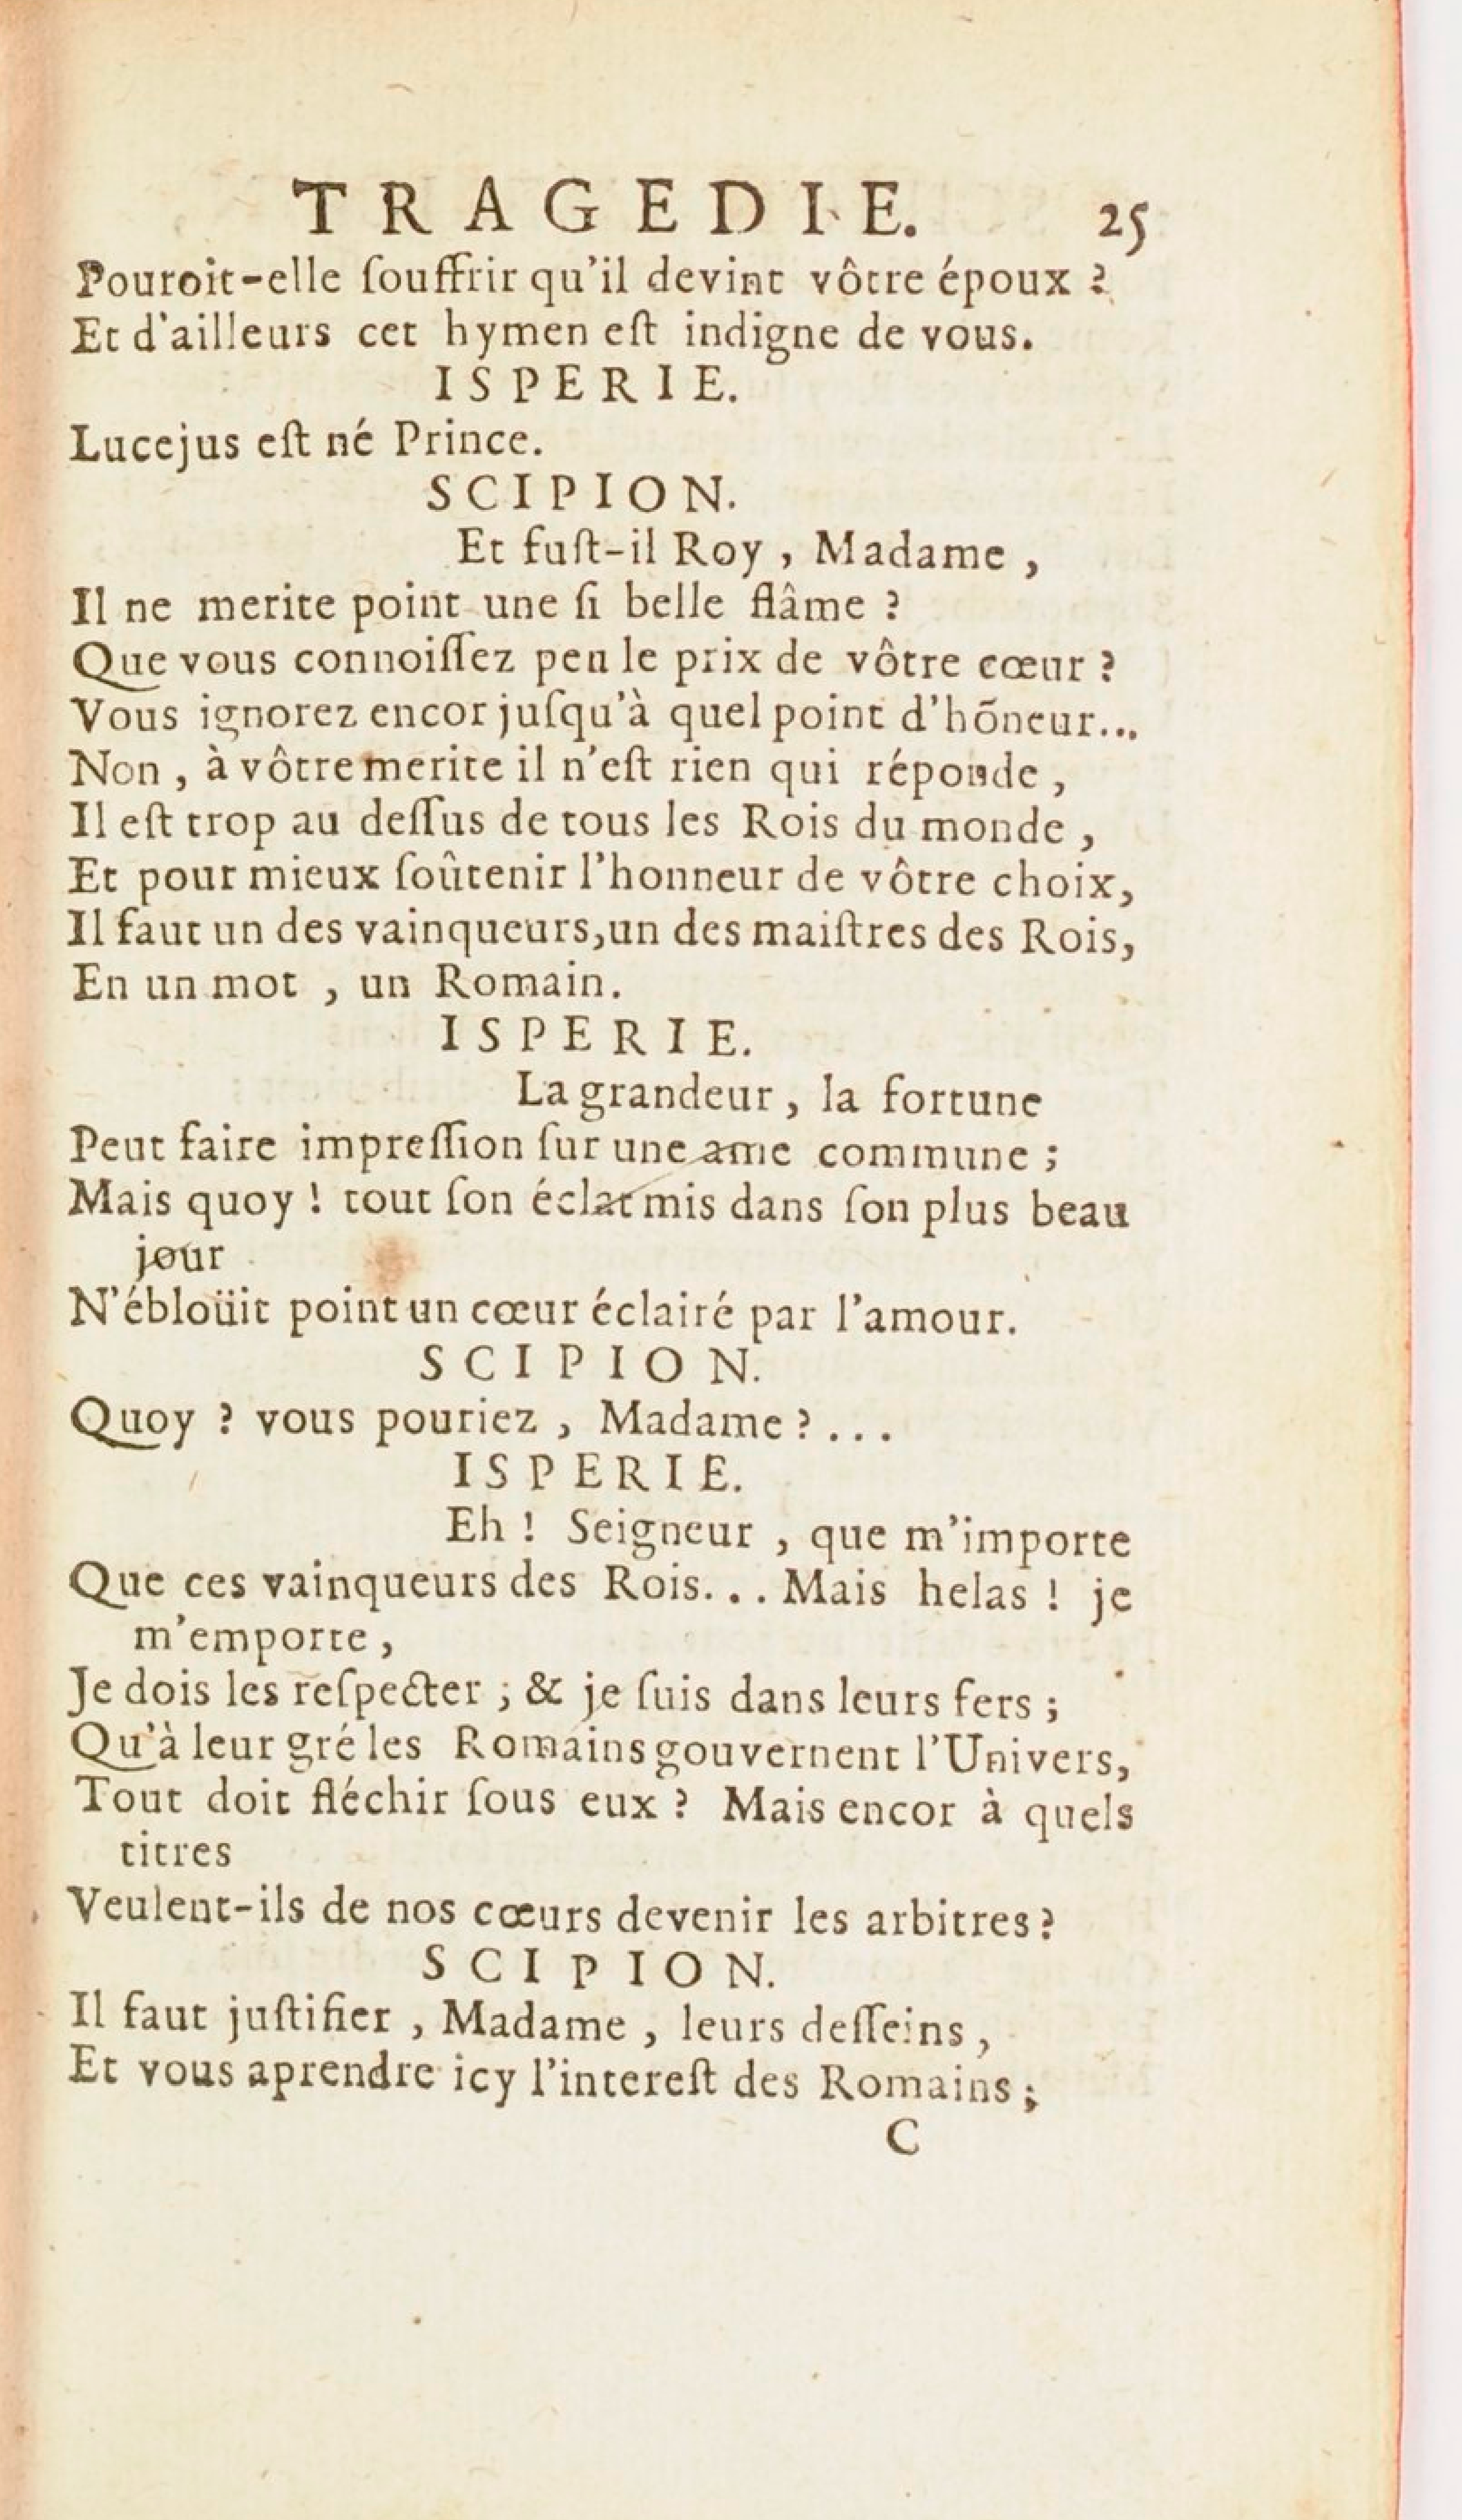 TRAGEDIE. 25
Pouroit-elle ſouffrir qu'il devint vôtre époux ?
Et d'ailleurs cet hymen eſt indigne de vous.
ISPERIE.
Lucejus eſt né Prince.
SCIPION.
Et fuſt-il Roy , Madame ,
Il ne merite point une ſi belle flâme ?
Que vous connoiſſez peu le prix de vôtre cœur ?
Vous ignorez encor juſqu'à quel point d'hõneur...
Non , à vôtre merite il n'eſt rien qui réponde ,
Il eſt trop au deſſus de tous les Rois du monde ,
Et pour mieux ſoûtenir l'honneur de vôtre choix,
Il faut un des vainqueurs,un des maiſtres des Rois,
En un mot , un Romain.
ISPERIE.
La grandeur , la fortune
Peut faire impreſſion ſur une ame commune ;
Mais quoy ! tout ſon éclat mis dans ſon plus beau
jour
N'ébloüit point un cœur éclairé par l'amour.
SCIPION.
Quoy ? vous pouriez , Madame ? ...
ISPERIE.
Eh ! Seigneur , que m'importe
Que ces vainqueurs des Rois... Mais helas ! je
m'emporte ,
Je dois les reſpecter ; & je ſuis dans leurs fers ;
Qu'à leur gré les Romains gouvernent l'Univers,
Tout doit fléchir ſous eux ? Mais encor à quels
titres
Veulent-ils de nos cœurs devenir les arbitres ?
SCIPION.
Il faut juſtifier , Madame , leurs deſſeins ,
Et vous aprendre icy l'intereſt des Romains ;
C